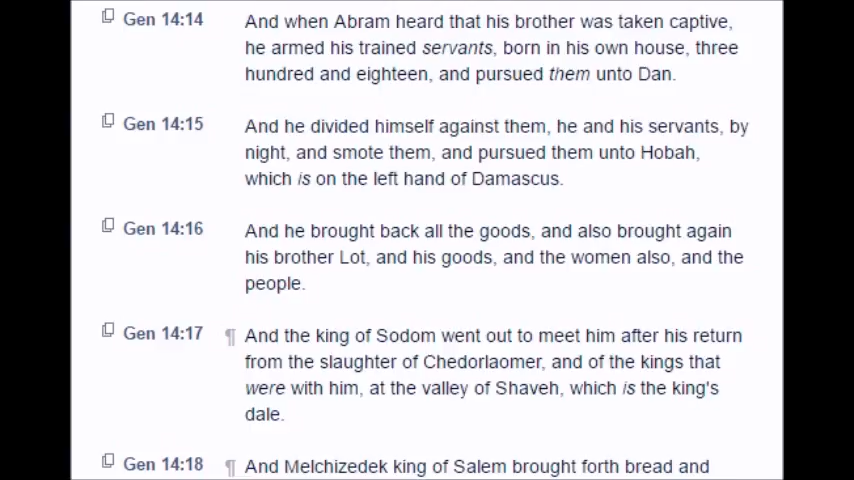 Gen 14:14 And when Abram heard that his brother was taken captive,
he armed his trained servants, born in his own house, three
hundred and eighteen, and pursued them unto Dan.
Gen 14:15 And he divided himself against them, he and his servants, by
night, and smote them, and pursued them unto Hobah,
which is on the left hand of Damascus.
Gen 14:16 And he brought back all the goods, and also brought again
his brother Lot, and his goods, and the women also, and the
people.
Gen 14:17 ¶ And the king of Sodom went out to meet him after his return
from the slaughter of Chedorlaomer, and of the kings that
were with him, at the valley of Shaveh, which is the king's
dale.
Gen 14:18 ¶ And Melchizedek king of Salem brought forth bread and